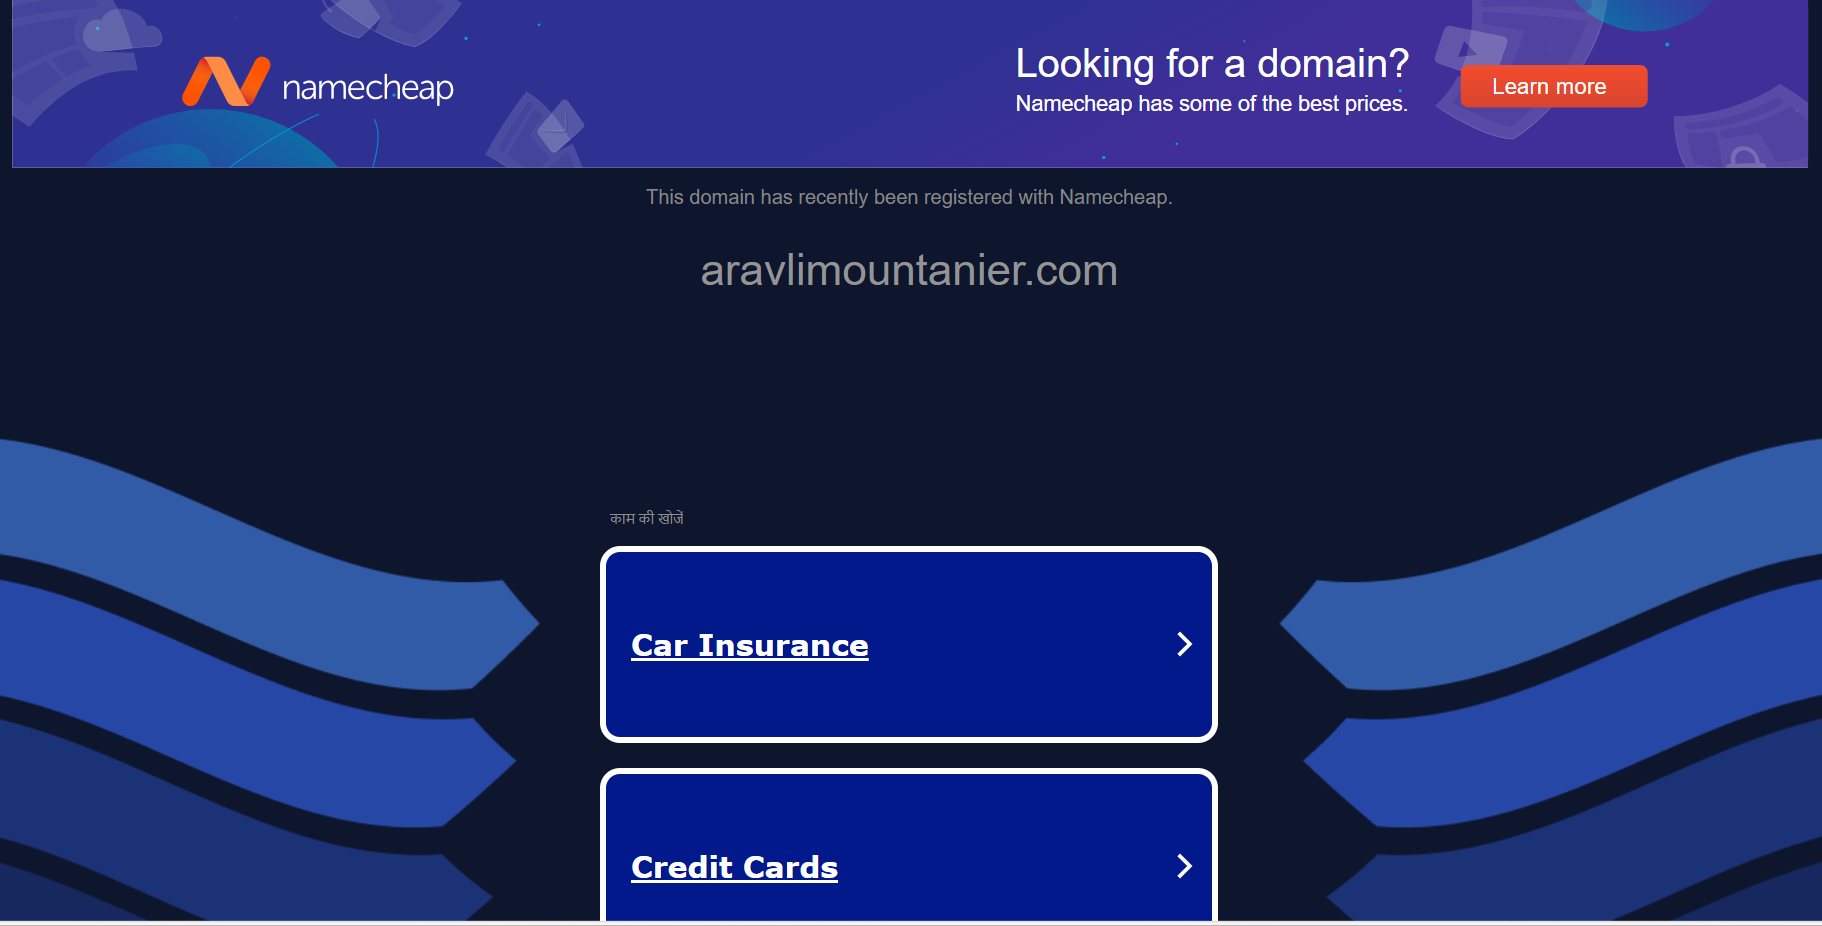 namecheap
Looking for a domain?
Namecheap has some of the best prices.
Learn more
This domain has recently been registered with Namecheap.
aravlimountanier.com
काम की खोजें
Car Insurance
Credit Cards